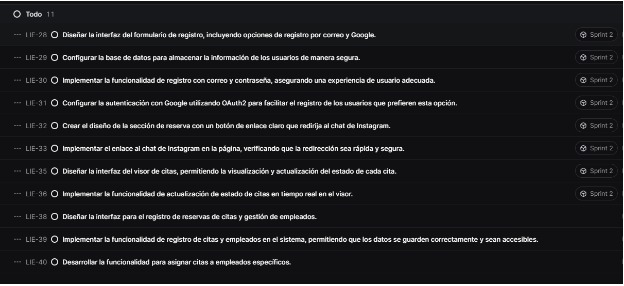 Todo 11
LIE-28 Diseñar la interfaz del formulario de registro, incluyendo opciones de registro por correo y Google. Sprint 2
LIE-29 Configurar la base de datos para almacenar la información de los usuarios de manera segura. Sprint 2
LIE-30 Implementar la funcionalidad de registro con correo y contraseña, asegurando una experiencia de usuario adecuada. Sprint 2
LIE-31 Configurar la autenticación con Google utilizando OAuth2 para facilitar el registro de los usuarios que prefieren esta opción. Sprint 2
LIE-32 Crear el diseño de la sección de reserva con un botón de enlace claro que redirija al chat de Instagram. Sprint 2
LIE-33 Implementar el enlace al chat de Instagram en la página, verificando que la redirección sea rápida y segura. Sprint 2
LIE-35 Diseñar la interfaz del visor de citas, permitiendo la visualización y actualización del estado de cada cita. Sprint 2
LIE-36 Implementar la funcionalidad de actualización de estado de citas en tiempo real en el visor. Sprint 2
LIE-38 Diseñar la interfaz para el registro de reservas de citas y gestión de empleados.
LIE-39 Implementar la funcionalidad de registro de citas y empleados en el sistema, permitiendo que los datos se guarden correctamente y sean accesibles.
LIE-40 Desarrollar la funcionalidad para asignar citas a empleados específicos.